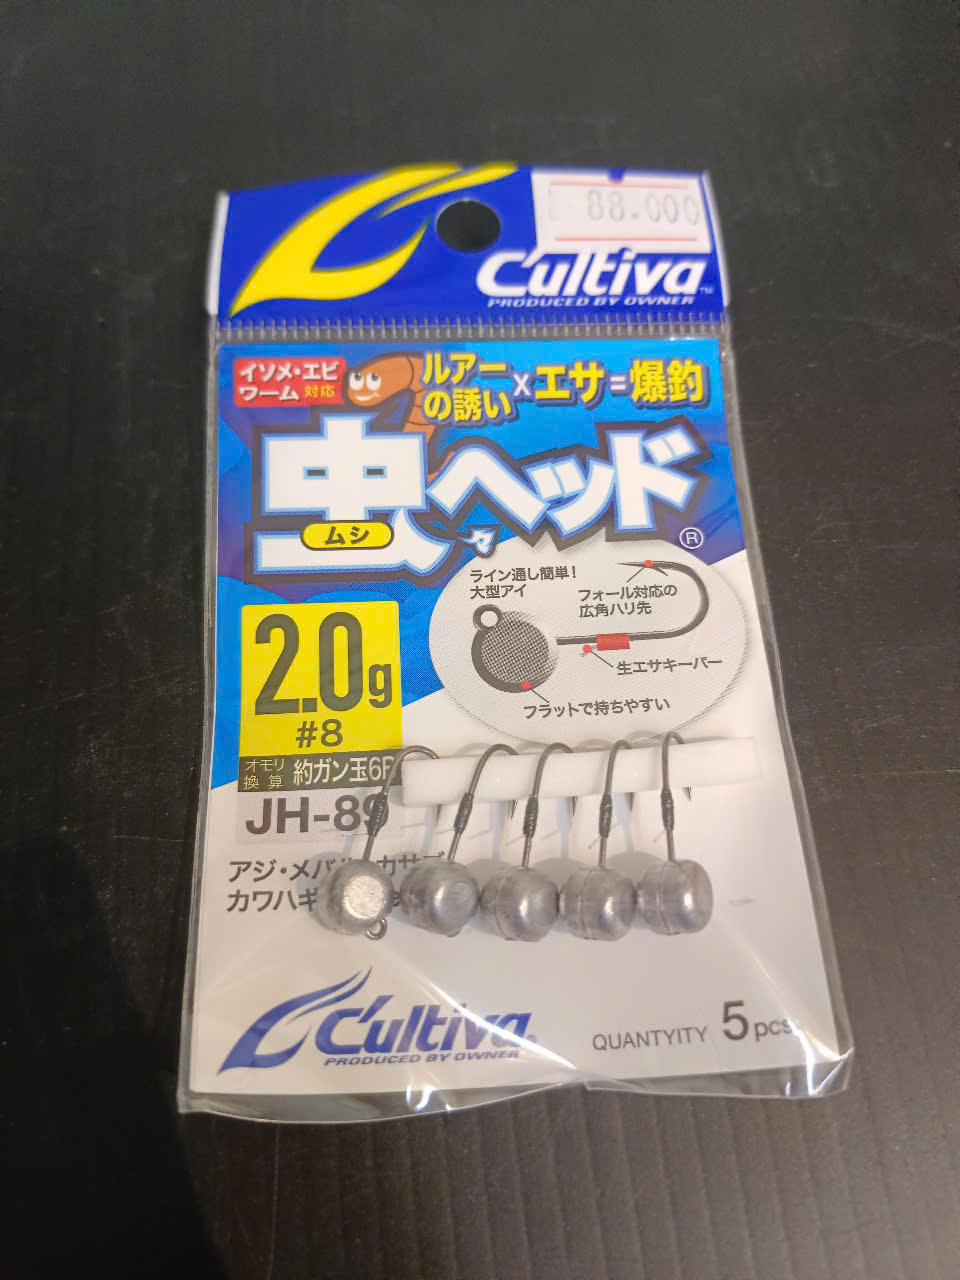 88.000
C'ultiva™
PRODUCED BY OWNER
イソメ・エビ
ワーム 対応
ルアー
の誘い×エサ=爆釣
虫ヘッド®
ムシ
ライン通し簡単!
大型アイ
フォール対応の
広角ハリ先
生エサキーパー
フラットで持ちやすい
2.0g
#8
オモリ
換算 約ガン玉6B
JH-89
アジ・メバル・カサゴ
カワハギ
C'ultiva®
PRODUCED BY OWNER
QUANTYITY 5pcs